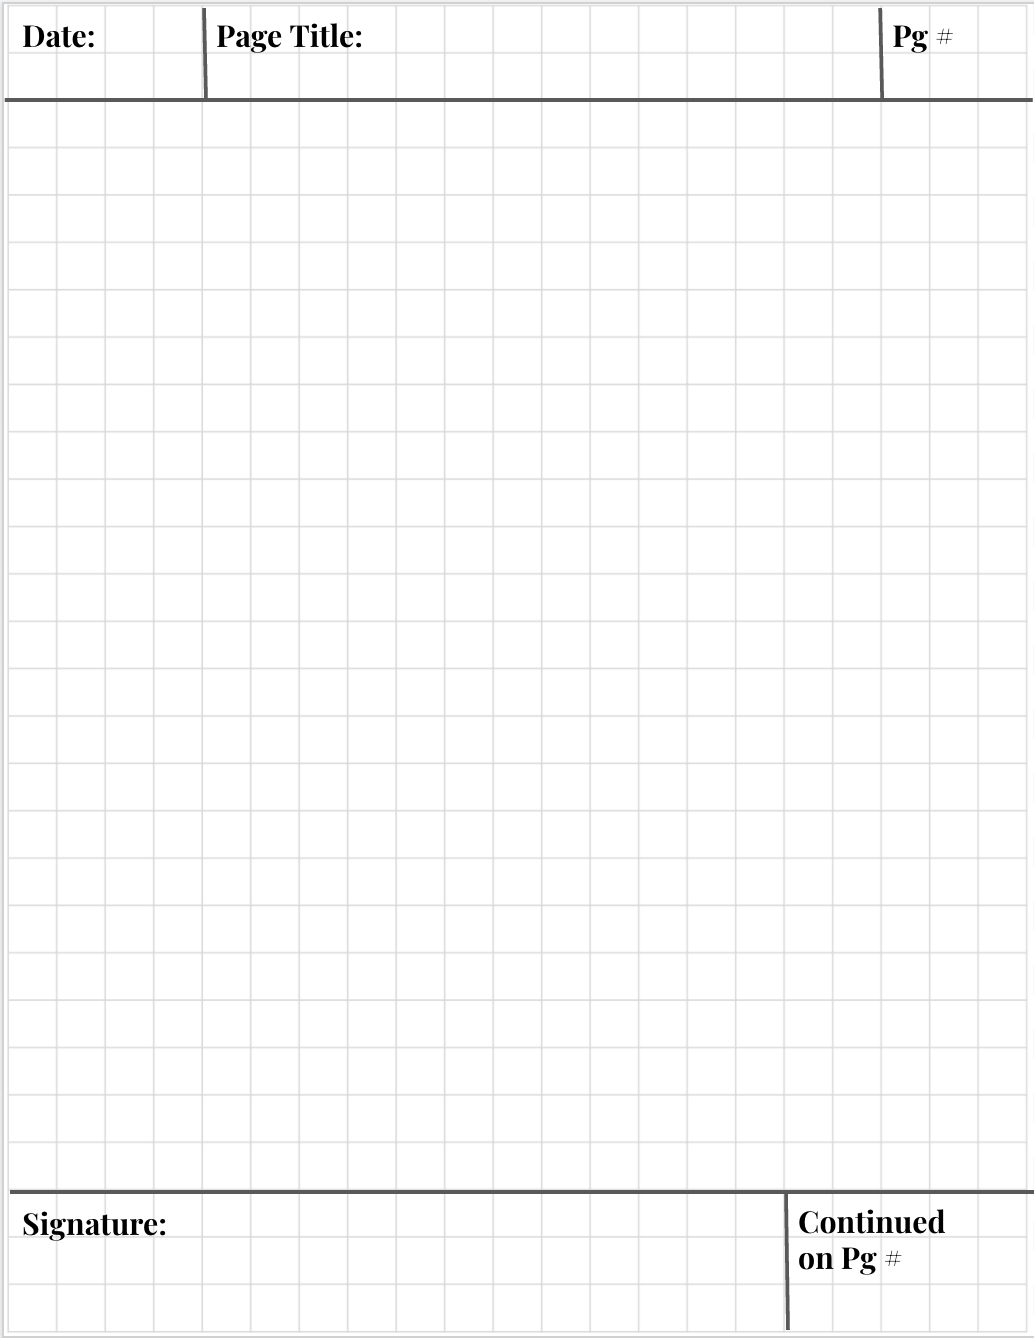 Date: Page Title: Pg #
Signature:
Continued
on Pg #